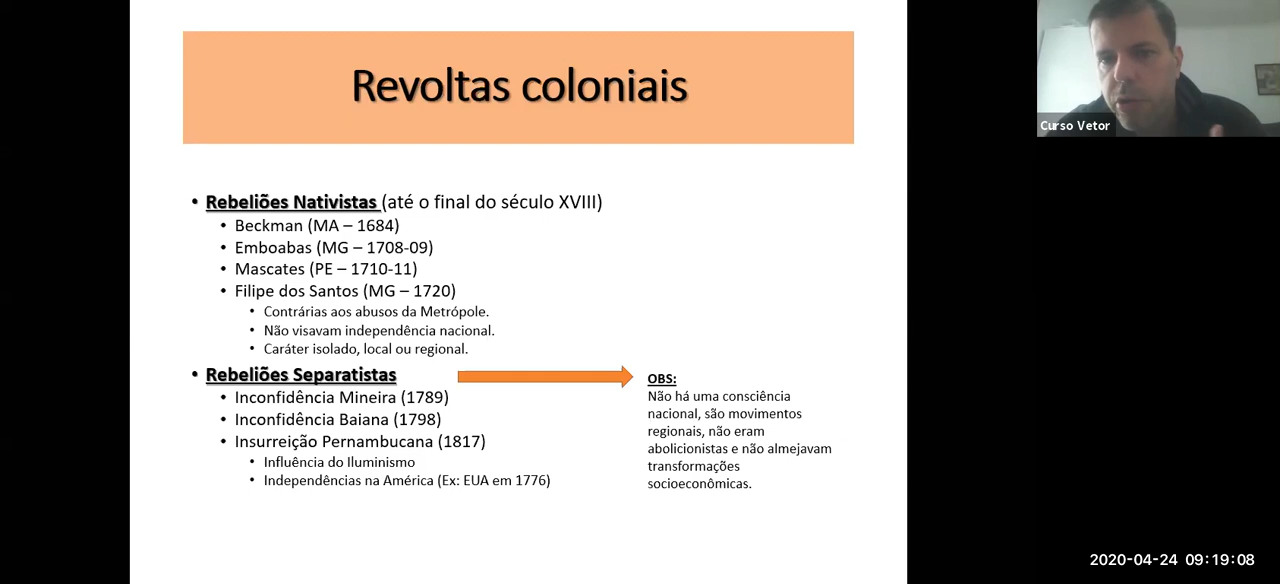 Revoltas coloniais
Curso Vetor
• Rebeliões Nativistas (até o final do século XVIII)
• Beckman (MA – 1684)
• Emboabas (MG – 1708-09)
• Mascates (PE – 1710-11)
• Filipe dos Santos (MG – 1720)
• Contrárias aos abusos da Metrópole.
• Não visavam independência nacional.
• Caráter isolado, local ou regional.
• Rebeliões Separatistas
• Inconfidência Mineira (1789)
• Inconfidência Baiana (1798)
• Insurreição Pernambucana (1817)
• Influência do Iluminismo
• Independências na América (Ex: EUA em 1776)
OBS:
Não há uma consciência
nacional, são movimentos
regionais, não eram
abolicionistas e não almejavam
transformações
socioeconômicas.
2020-04-24 09:19:08